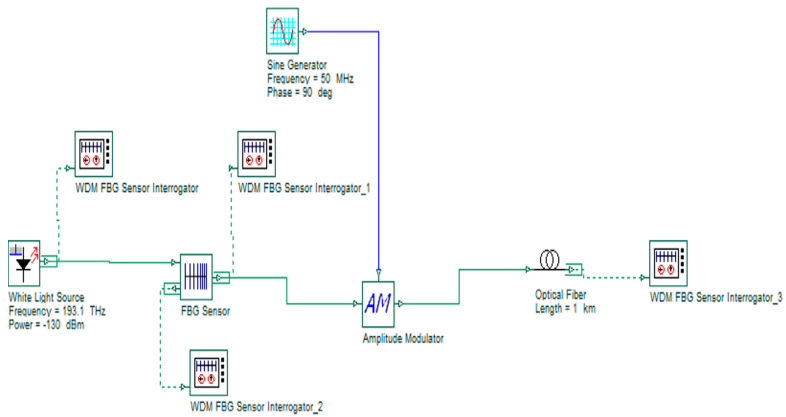 Sine Generator
Frequency = 50 MHz
Phase = 90 deg
WDM FBG Sensor Interrogator
WDM FBG Sensor Interrogator_1
White Light Source
Frequency = 193.1 THz
Power = -130 dBm
FBG Sensor
AM
Amplitude Modulator
Optical Fiber
Length = 1 km
WDM FBG Sensor Interrogator_3
WDM FBG Sensor Interrogator_2